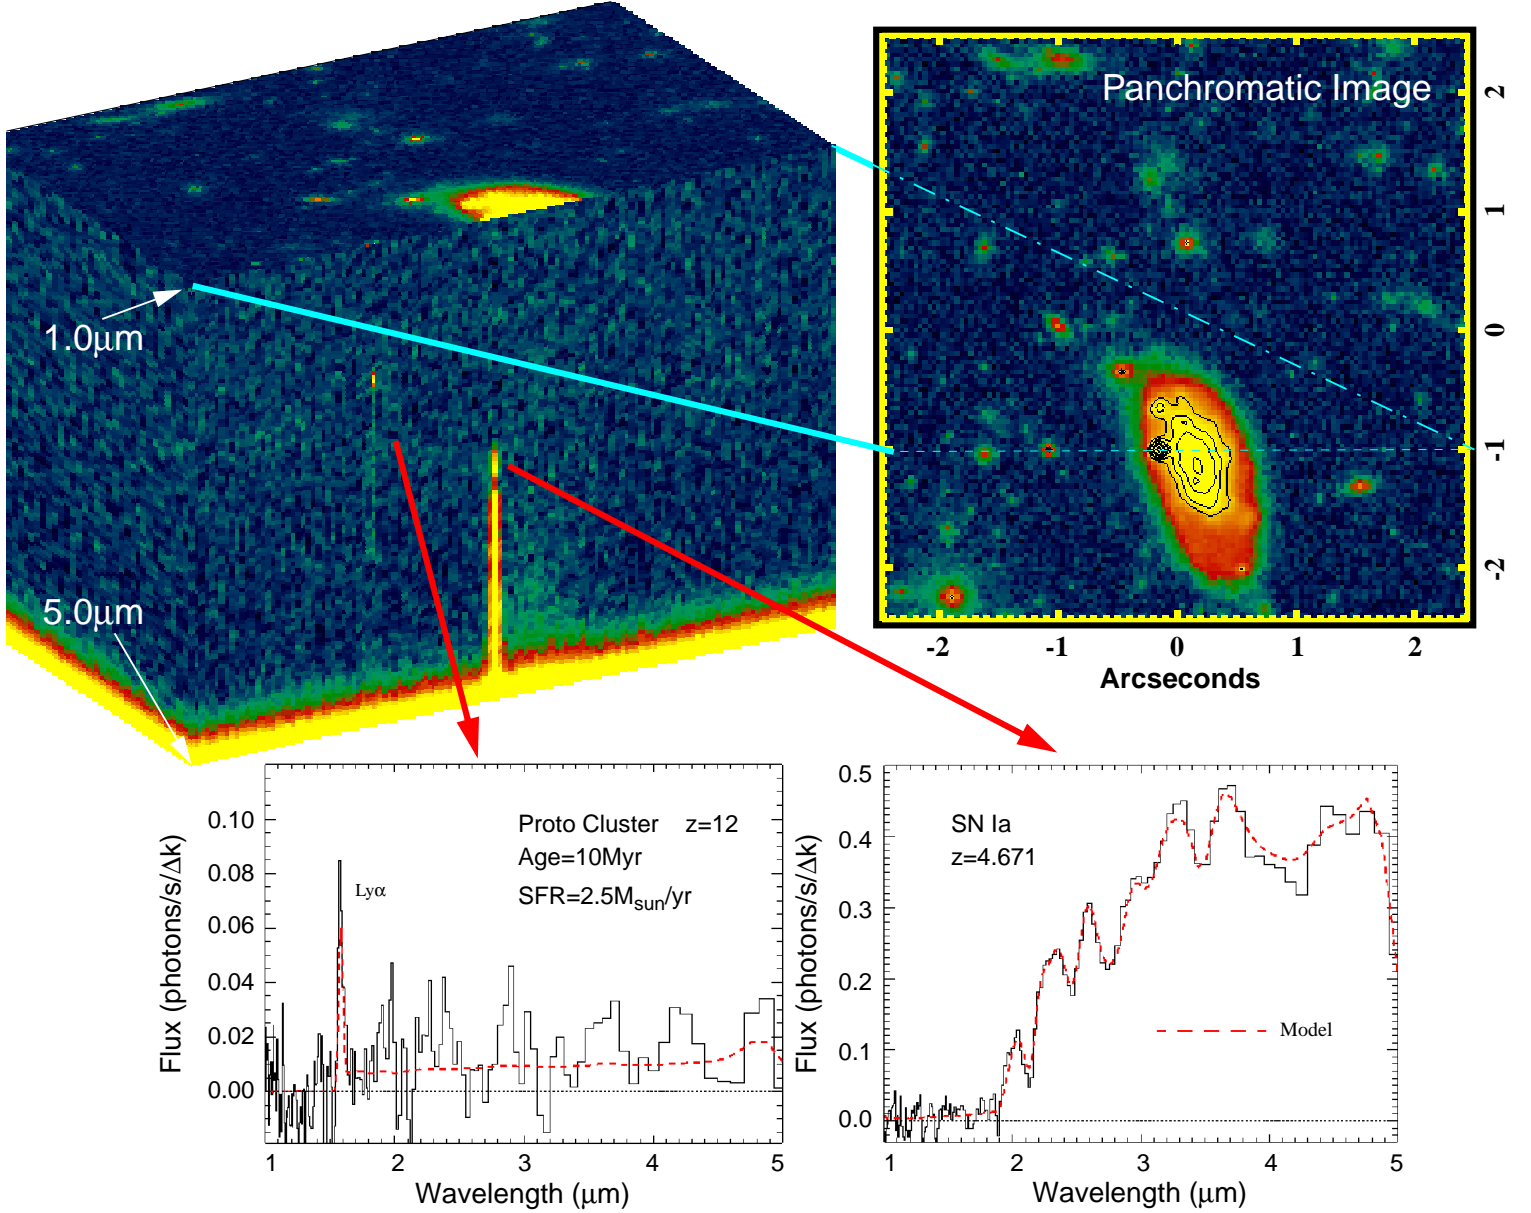 Panchromatic Image
1.0μm
5.0μm
2
1
0
-1
-2
-2 -1 0 1 2
Arcseconds
Proto Cluster z=12
Age=10Myr
SFR=2.5Msun/yr
Lyα
0.10
0.08
0.06
0.04
0.02
0.00
Flux (photons/s/Δk)
1 2 3 4 5
Wavelength (μm)
SN Ia
z=4.671
Model
0.5
0.4
0.3
0.2
0.1
0.0
Flux (photons/s/Δk)
1 2 3 4 5
Wavelength (μm)